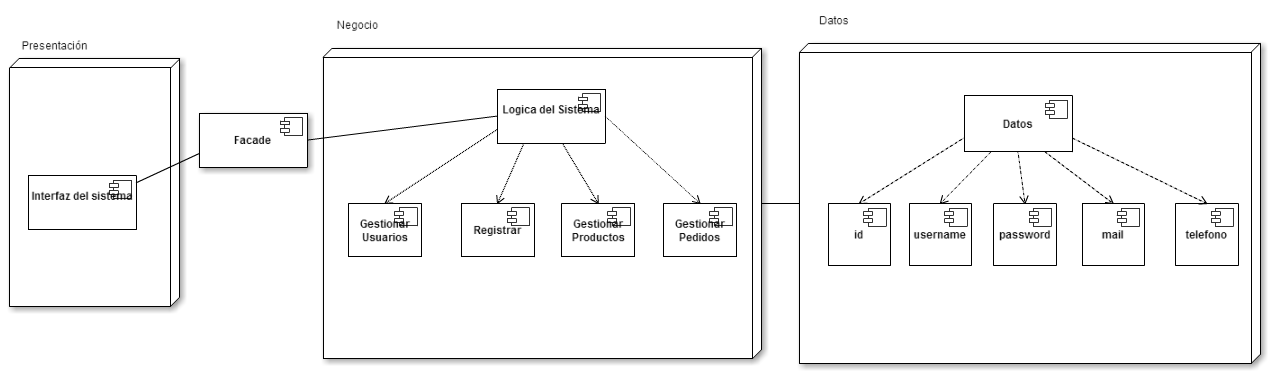 Presentación
Negocio
Datos
Interfaz del sistema
Facade
Logica del Sistema
Gestionar
Usuarios
Registrar
Gestionar
Productos
Gestionar
Pedidos
Datos
id
username
password
mail
telefono